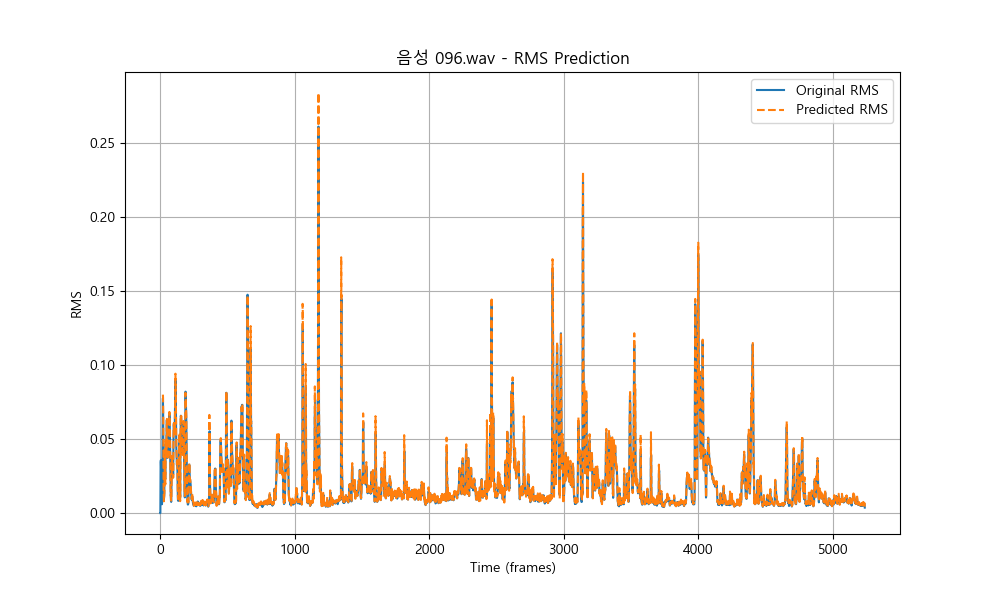 음성 096.wav - RMS Prediction
Original RMS
Predicted RMS
RMS
0.25
0.20
0.15
0.10
0.05
0.00
0 1000 2000 3000 4000 5000
Time (frames)